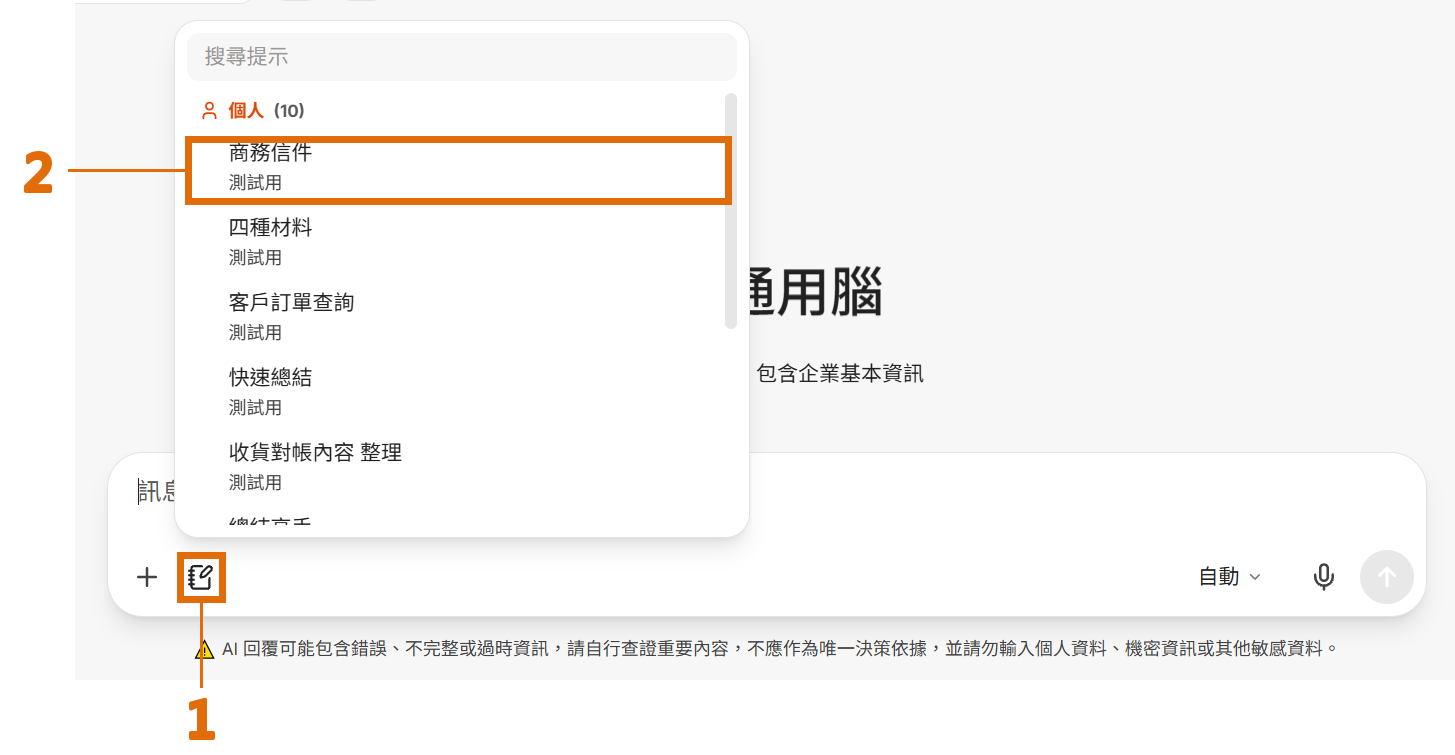 搜尋提示
個人 (10)
商務信件
測試用
四種材料
測試用
客戶訂單查詢
測試用
快速總結
測試用
收貨對帳內容 整理
測試用
總結高手
通用腦
包含企業基本資訊
訊息
自動
AI 回覆可能包含錯誤、不完整或過時資訊，請自行查證重要內容，不應作為唯一決策依據，並請勿輸入個人資料、機密資訊或其他敏感資料。
2
1